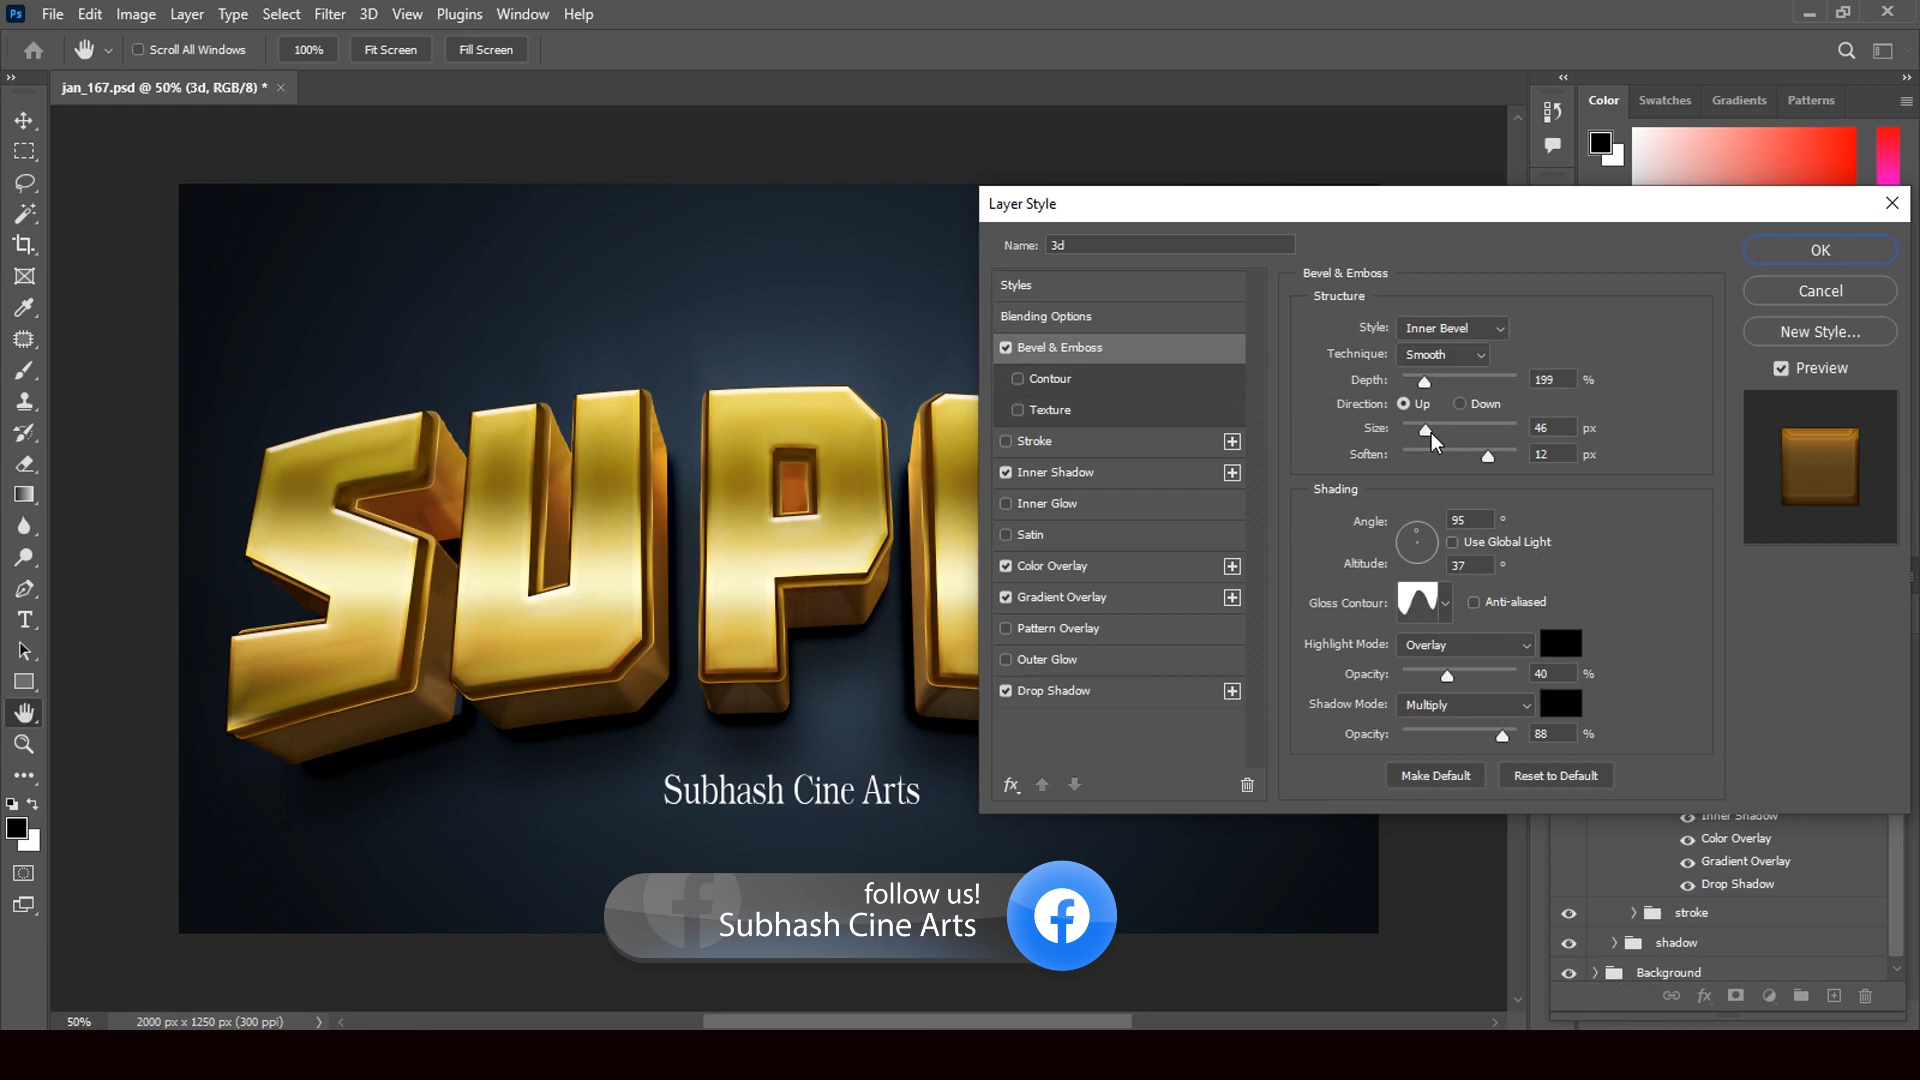 Ps File Edit Image Layer Type Select Filter 3D View Plugins Window Help
Scroll All Windows 100% Fit Screen Fill Screen
jan_167.psd @ 50% (3d, RGB/8) *
Color Swatches Gradients Patterns
Layer Style
Name: 3d
Styles
Blending Options
Bevel & Emboss
Contour
Texture
Stroke
Inner Shadow
Inner Glow
Satin
Color Overlay
Gradient Overlay
Pattern Overlay
Outer Glow
Drop Shadow
fx
Bevel & Emboss
Structure
Style: Inner Bevel
Technique: Smooth
Depth: 199 %
Direction: Up Down
Size: 46 px
Soften: 12 px
Shading
Angle: 95 °
Use Global Light
Altitude: 37 °
Gloss Contour: Anti-aliased
Highlight Mode: Overlay
Opacity: 40 %
Shadow Mode: Multiply
Opacity: 88 %
Make Default Reset to Default
OK
Cancel
New Style...
Preview
SUP
Subhash Cine Arts
follow us!
Subhash Cine Arts
Inner Shadow
Color Overlay
Gradient Overlay
Drop Shadow
stroke
shadow
Background
fx
50% 2000 px x 1250 px (300 ppi)